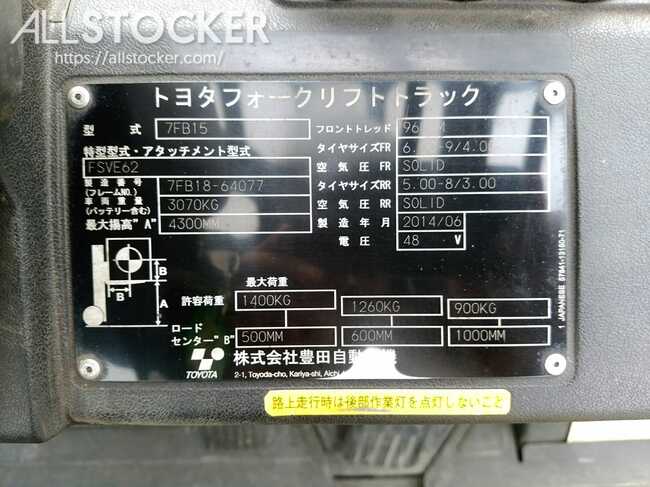 ALLSTOCKER
https://allstocker.com
トヨタフォークリフトトラック
型 式 7FB15
特型型式・アタッチメント型式
FSVE62
製造番号 (フレームNO.) 7FB18-64077
車両重量 (バッテリー含む) 3070KG
最大揚高"A" 4300MM
フロントトレッド
タイヤサイズFR
空気圧 FR SOLID
タイヤサイズRR 5.00-8/3.00
空気圧 RR SOLID
製造年月 2014/06
電圧 48 V
B
B
A
最大荷重
許容荷重 1400KG 1260KG 900KG
ロード
センター"B" 500MM 600MM 1000MM
TOYOTA
株式会社豊田自動
2-1, Toyoda-cho, Kariya-shi,
路上走行時は後部作業灯を点灯しないこと
1 JAPANESE